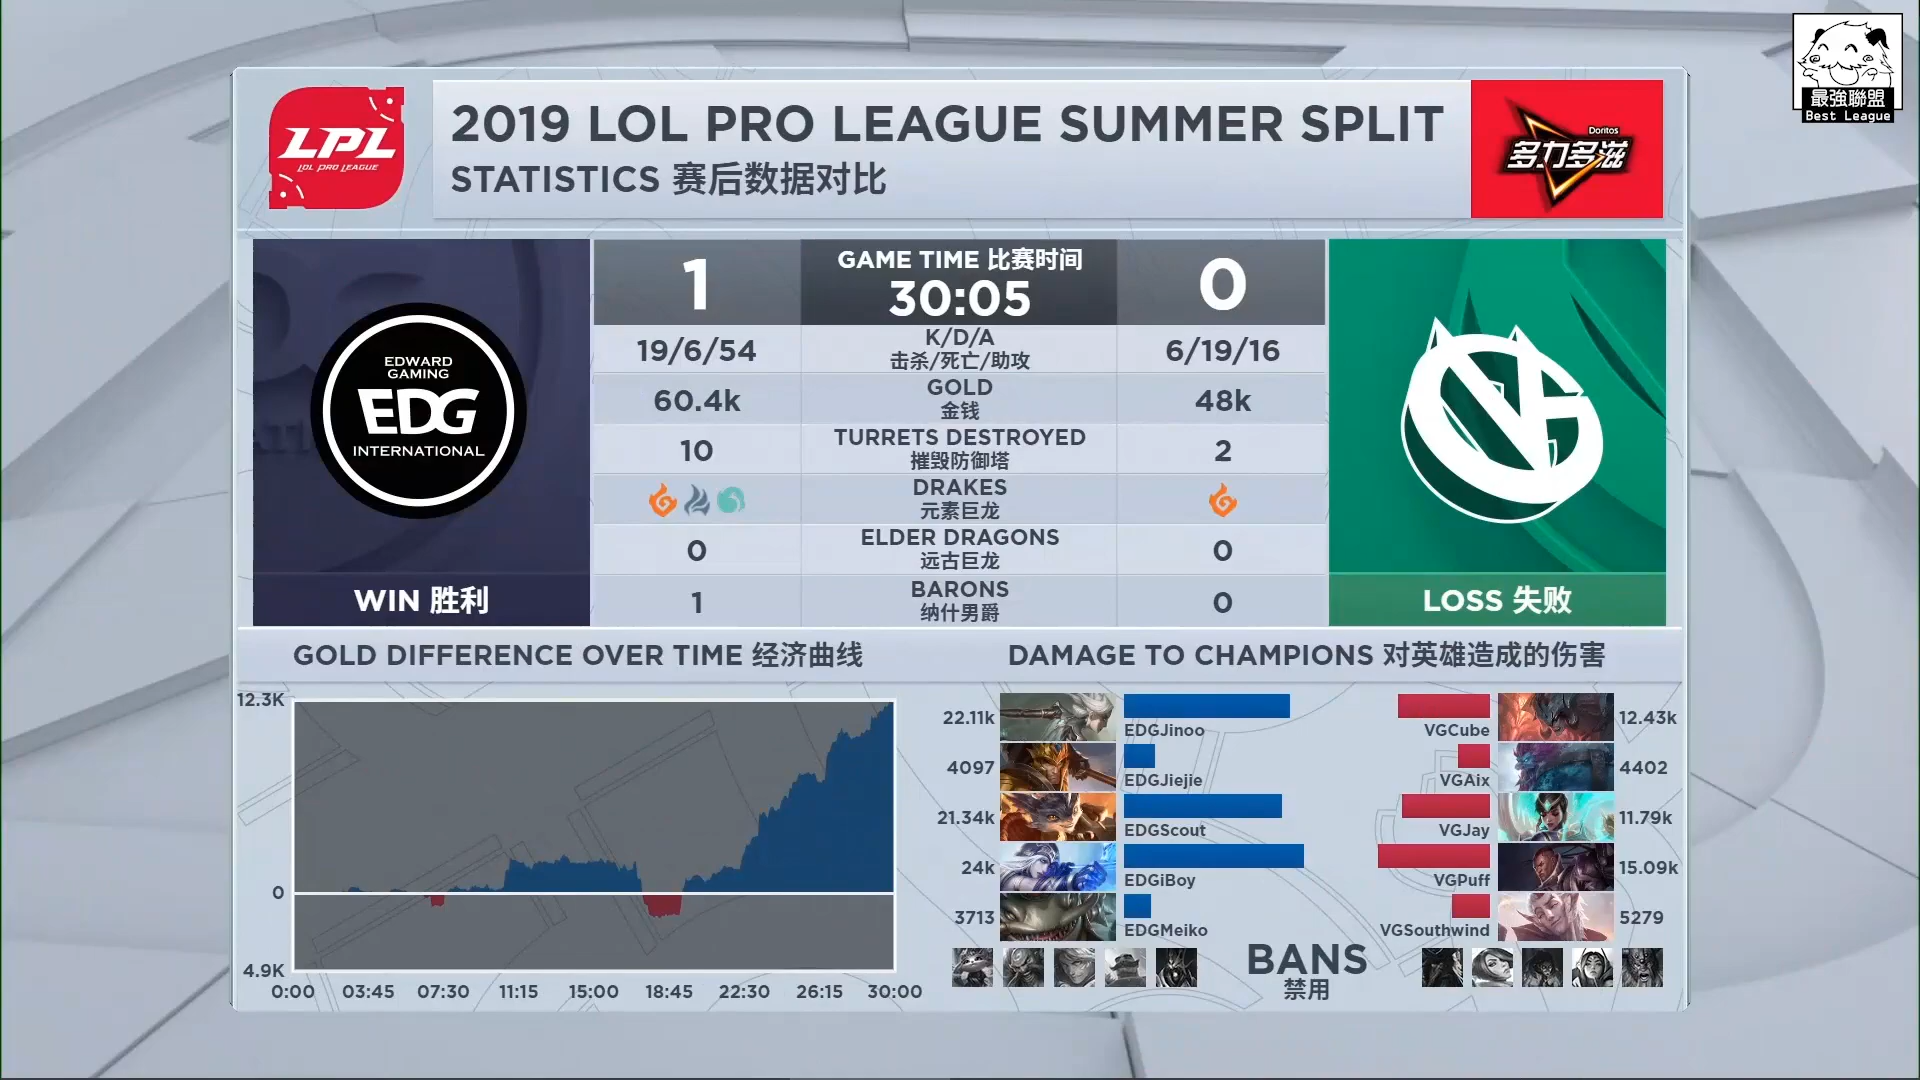 最強聯盟
Best League
LPL
LOL PRO LEAGUE
2019 LOL PRO LEAGUE SUMMER SPLIT
STATISTICS 赛后数据对比
Doritos
多力多滋
1
GAME TIME 比赛时间
30:05
0
EDWARD
GAMING
EDG
INTERNATIONAL
VG
19/6/54
K/D/A
击杀/死亡/助攻
6/19/16
60.4k
GOLD
金钱
48k
10
TURRETS DESTROYED
摧毁防御塔
2
DRAKES
元素巨龙
0
ELDER DRAGONS
远古巨龙
0
1
BARONS
纳什男爵
0
WIN 胜利
LOSS 失败
GOLD DIFFERENCE OVER TIME 经济曲线
12.3K
0
4.9K
0:00 03:45 07:30 11:15 15:00 18:45 22:30 26:15 30:00
DAMAGE TO CHAMPIONS 对英雄造成的伤害
22.11k EDGJinoo VGCube 12.43k
4097 EDGJiejie VGAix 4402
21.34k EDGScout VGJay 11.79k
24k EDGiBoy VGPuff 15.09k
3713 EDGMeiko VGSouthwind 5279
BANS
禁用